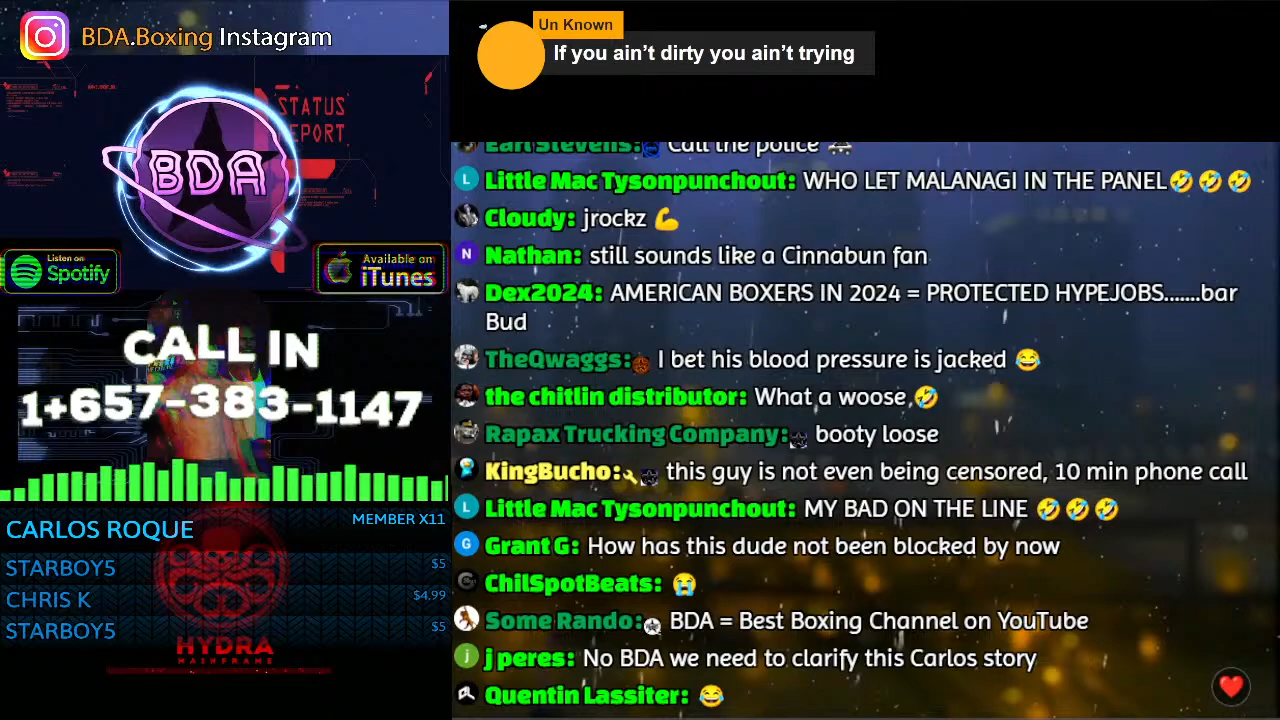 BDA.Boxing Instagram
STATUS
REPORT
BDA
Listen on
Spotify
Available on
iTunes
CALL IN
1+657-383-1147
CARLOS ROQUE MEMBER X11
STARBOY5 $5
CHRIS K $4.99
STARBOY5 $5
HYDRA
MAINFRAME
Un Known
If you ain’t dirty you ain’t trying
Earl Stevens: Call the police 🚓
Little Mac Tysonpunchout: WHO LET MALANAGI IN THE PANEL🤣🤣🤣
Cloudy: jrockz 💪
N Nathan: still sounds like a Cinnabun fan
Dex2024: AMERICAN BOXERS IN 2024 = PROTECTED HYPEJOBS.......bar
Bud
TheQwaggs: I bet his blood pressure is jacked 😂
the chitlin distributor: What a woose 🤣
Rapax Trucking Company: booty loose
KingBucho:🔧 this guy is not even being censored, 10 min phone call
L Little Mac Tysonpunchout: MY BAD ON THE LINE 🤣🤣🤣
G Grant G: How has this dude not been blocked by now
ChilSpotBeats: 😭
Some Rando: BDA = Best Boxing Channel on YouTube
j j peres: No BDA we need to clarify this Carlos story
Quentin Lassiter: 😂